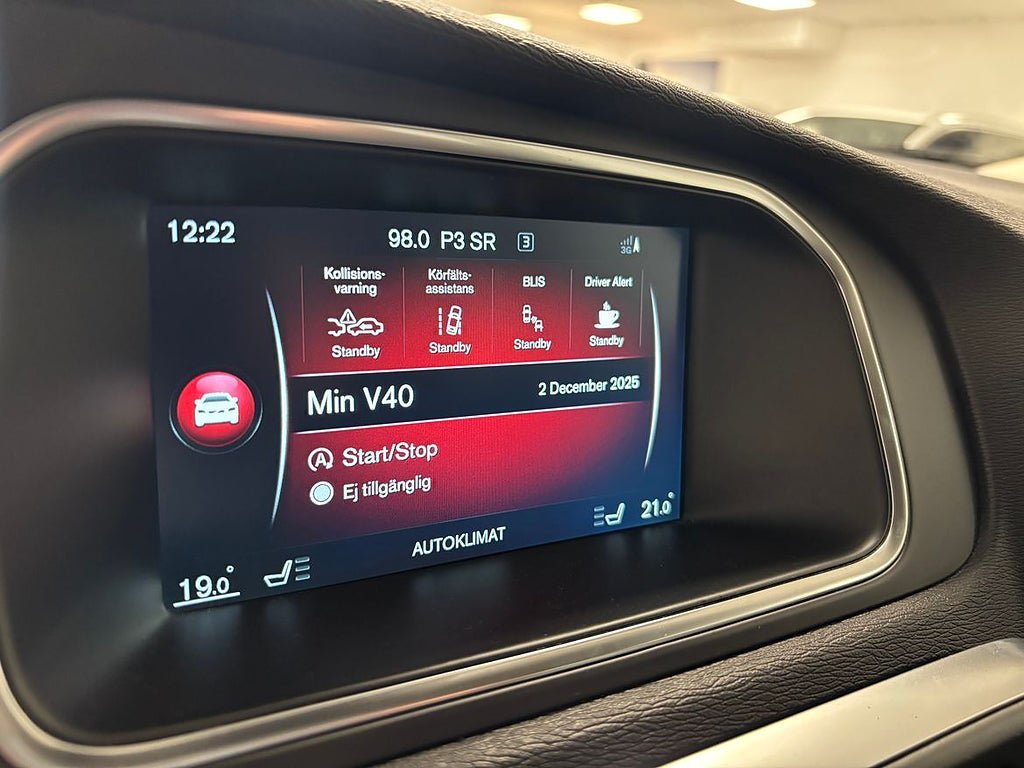 12:22
98.0 P3 SR 3
3G
Kollisions-
varning
Standby
Körfälts-
assistans
Standby
BLIS
Standby
Driver Alert
Standby
Min V40
2 December 2025
A Start/Stop
Ej tillgänglig
19.0°
AUTOKLIMAT
21.0°